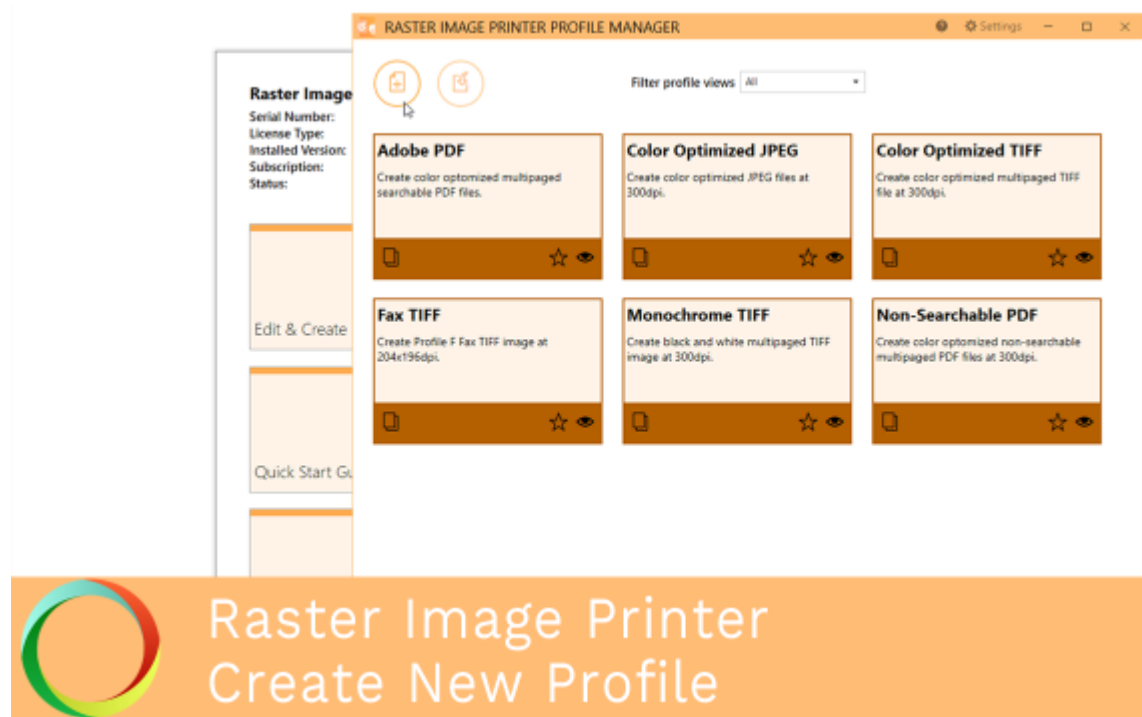 RASTER IMAGE PRINTER PROFILE MANAGER
Settings
Filter profile views All
Raster Image
Serial Number:
License Type:
Installed Version:
Subscription:
Status:
Edit & Create
Quick Start Gu
Adobe PDF
Create color optomized multipaged
searchable PDF files.
Color Optimized JPEG
Create color optimized JPEG files at
300dpi.
Color Optimized TIFF
Create color optimized multipaged TIFF
file at 300dpi.
Fax TIFF
Create Profile F Fax TIFF image at
204x196dpi.
Monochrome TIFF
Create black and white multipaged TIFF
image at 300dpi.
Non-Searchable PDF
Create color optomized non-searchable
multipaged PDF files at 300dpi.
Raster Image Printer
Create New Profile